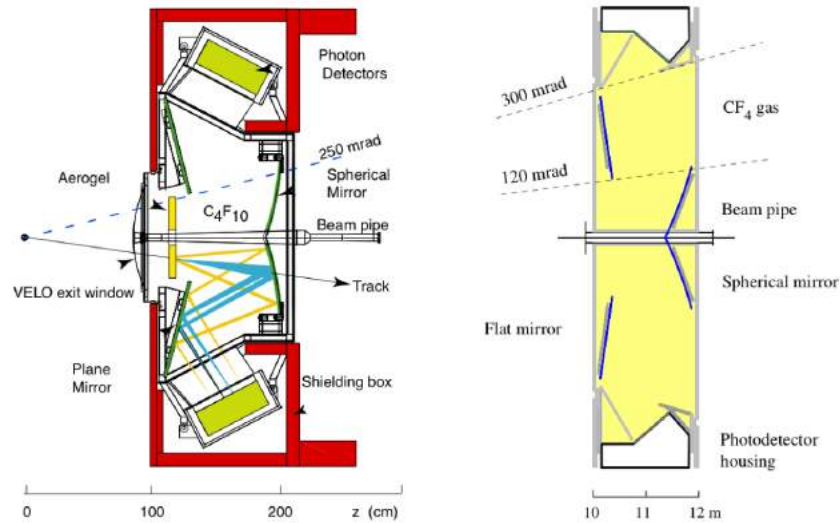 Photon
Detectors
250 mrad
Aerogel
Spherical
Mirror
C₄F₁₀
Beam pipe
VELO exit window
Track
Plane
Mirror
Shielding box
0 100 200 z (cm)
300 mrad
CF₄ gas
120 mrad
Beam pipe
Spherical mirror
Flat mirror
Photodetector
housing
10 11 12 m